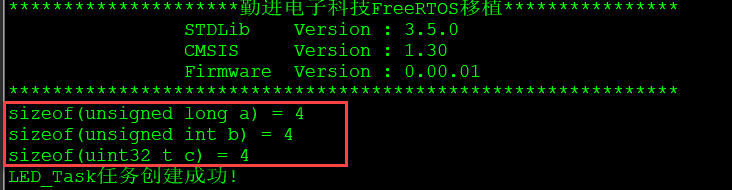 *********************勤进电子科技FreeRTOS移植****************
STDLib Version : 3.5.0
CMSIS Version : 1.30
Firmware Version : 0.00.01
*************************************************************
sizeof(unsigned long a) = 4
sizeof(unsigned int b) = 4
sizeof(uint32 t c) = 4
LED_Task任务创建成功!